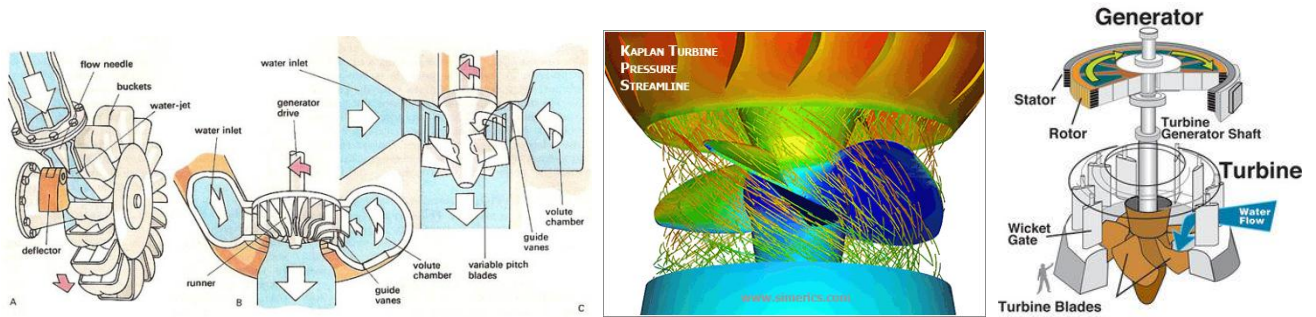 flow needle
buckets
water-jet
deflector
A
water inlet
generator
drive
runner
B
guide
vanes
volute
chamber
water inlet
variable pitch
blades
volute
chamber
guide
vanes
C
KAPLAN TURBINE
PRESSURE
STREAMLINE
www.simerics.com
Generator
Stator
Rotor
Turbine
Generator Shaft
Turbine
Wicket
Gate
Water
Flow
Turbine Blades